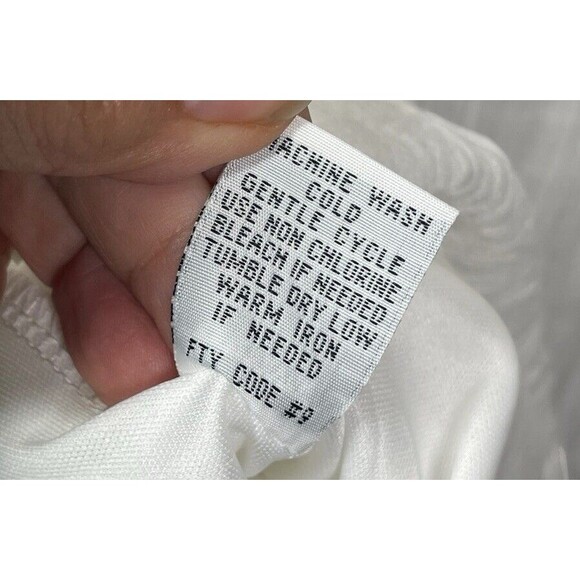 MACHINE WASH
COLD
GENTLE CYCLE
USE NON CHLORINE
BLEACH IF NEEDED
TUMBLE DRY LOW
WARM IRON
IF NEEDED
FTY CODE #9